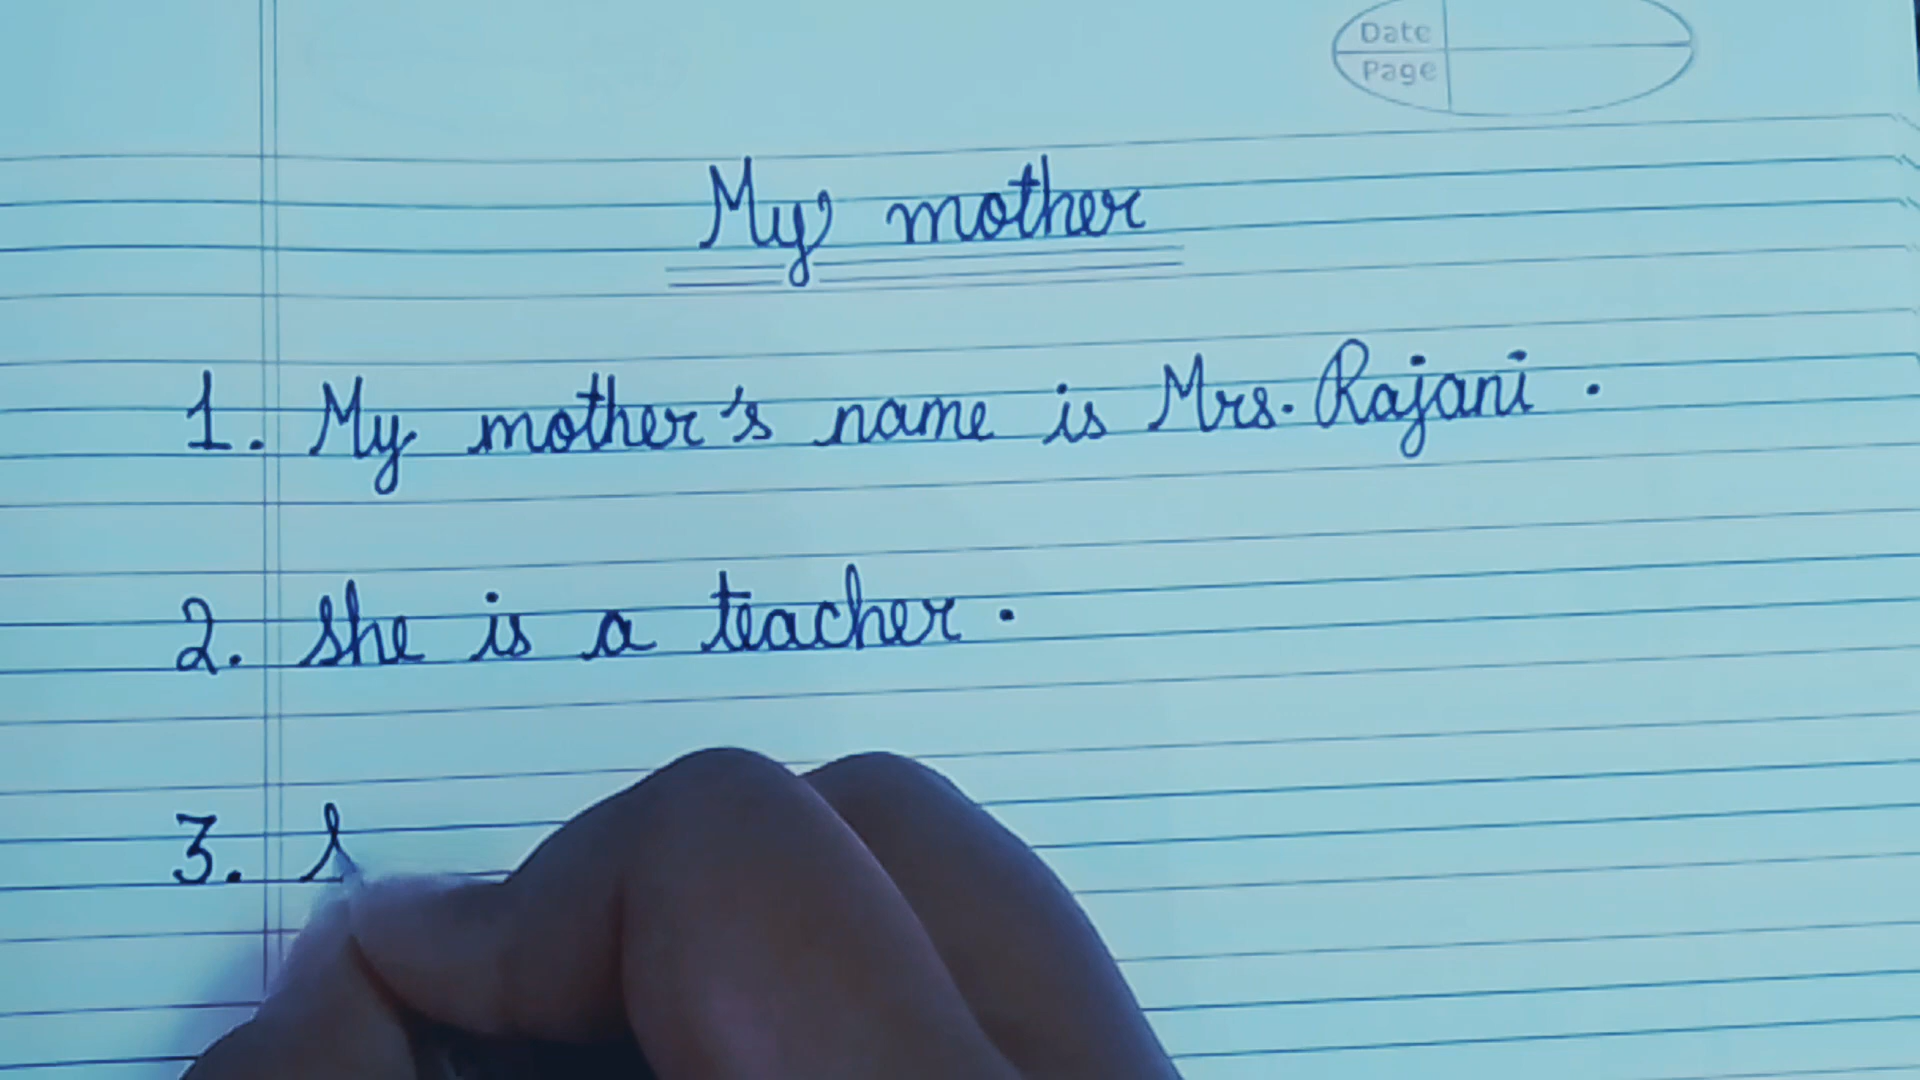 Date
Page
My mother
1. My mother's name is Mrs. Rajani.
2. She is a teacher.
3. S